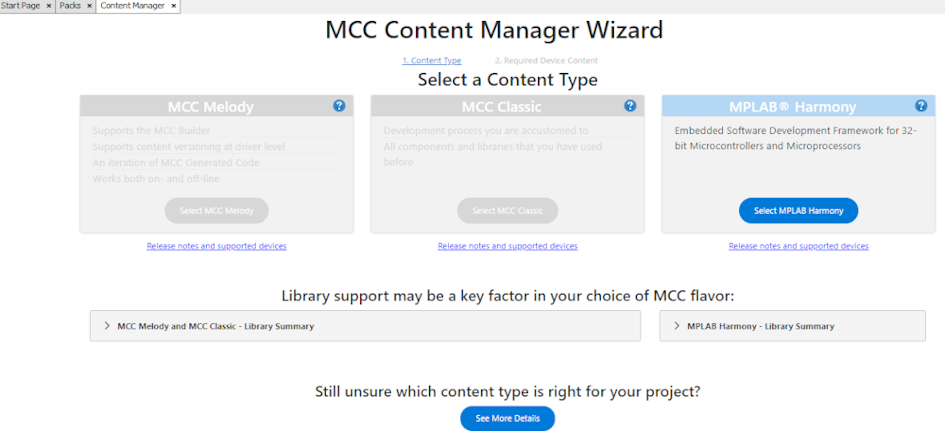 Start Page × Packs × Content Manager ×
MCC Content Manager Wizard
1. Content Type 2. Required Device Content
Select a Content Type
MCC Melody ?
Supports the MCC Builder
Supports content versioning at driver level
An iteration of MCC Generated Code
Works both on- and off-line
Select MCC Melody
Release notes and supported devices
MCC Classic ?
Development process you are accustomed to
All components and libraries that you have used
before
Select MCC Classic
Release notes and supported devices
MPLAB® Harmony ?
Embedded Software Development Framework for 32-
bit Microcontrollers and Microprocessors
Select MPLAB Harmony
Release notes and supported devices
Library support may be a key factor in your choice of MCC flavor:
MCC Melody and MCC Classic - Library Summary
MPLAB Harmony - Library Summary
Still unsure which content type is right for your project?
See More Details